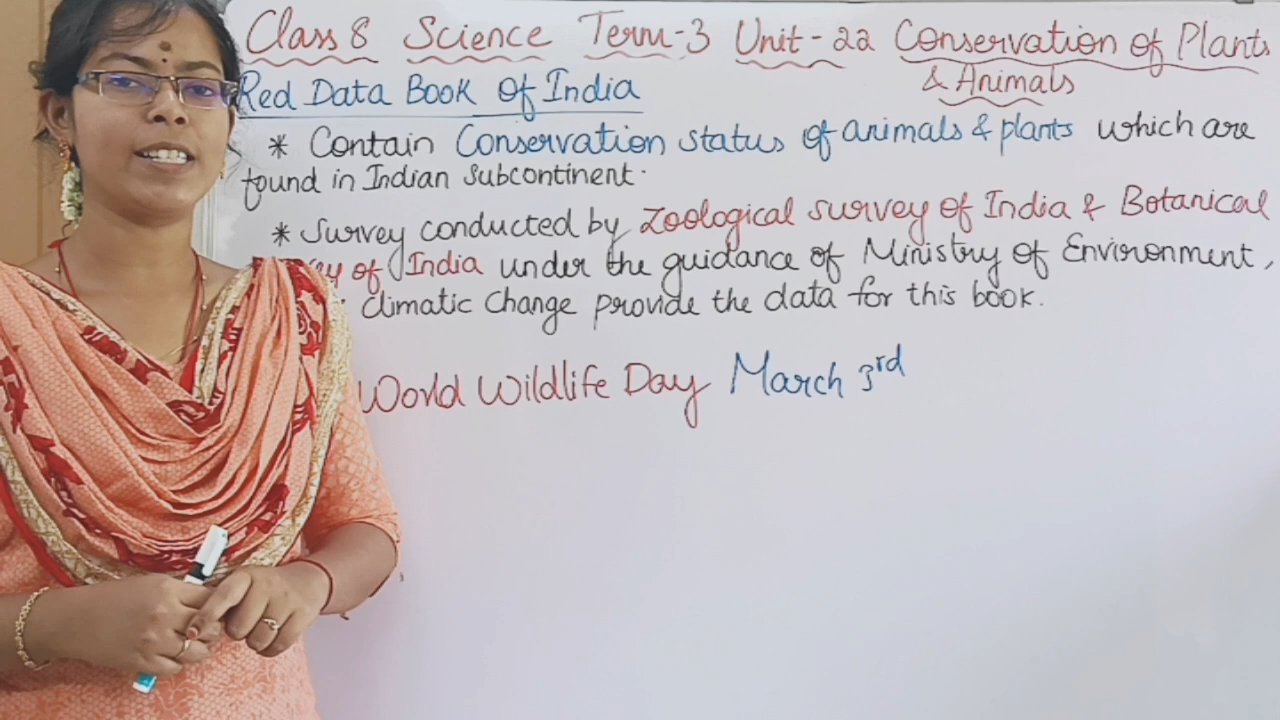 Class 8 Science Term-3 Unit-22 Conservation of Plants
& Animals
Red Data Book Of India
* Contain Conservation status of animals & plants which are
found in Indian Subcontinent.
* Survey conducted by Zoological survey of India & Botanical
of India under the guidance of Ministry of Environment,
climatic change provide the data for this book.
World Wildlife Day March 3rd